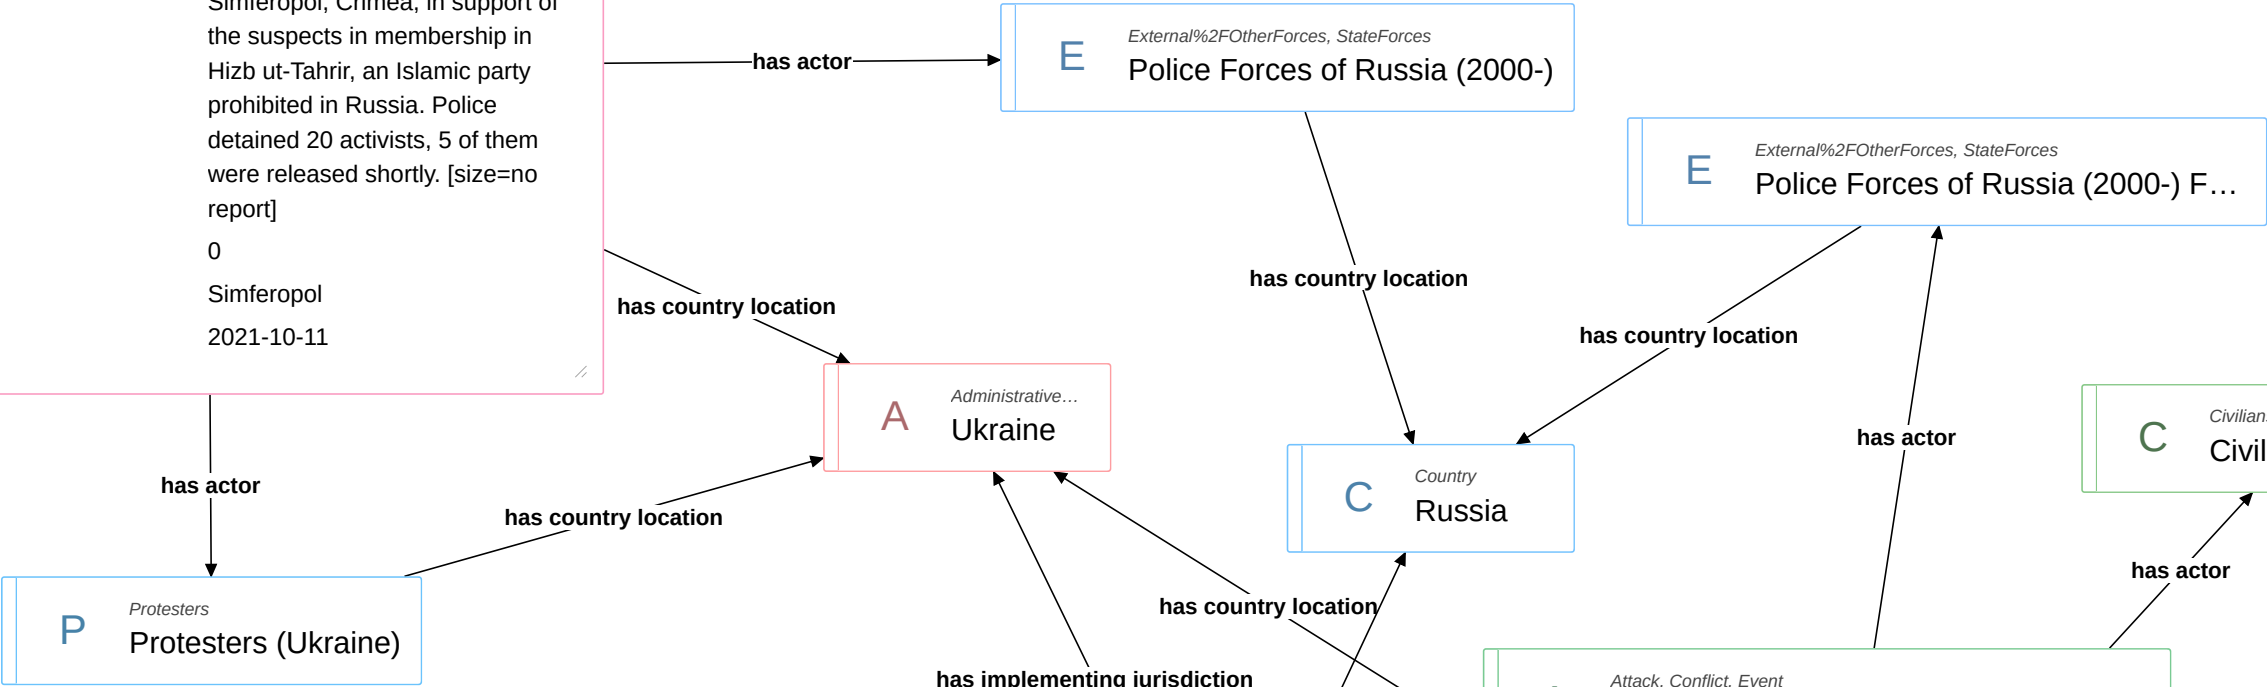 Simferopol, Crimea, in support of
the suspects in membership in
Hizb ut-Tahrir, an Islamic party
prohibited in Russia. Police
detained 20 activists, 5 of them
were released shortly. [size=no
report]
0
Simferopol
2021-10-11
has actor
E
External%2FOtherForces, StateForces
Police Forces of Russia (2000-)
E
External%2FOtherForces, StateForces
Police Forces of Russia (2000-) F…
has country location
has country location
has country location
A
Administrative…
Ukraine
has actor
C
Civilian
Civil
C
Country
Russia
has actor
has country location
has actor
has country location
P
Protesters
Protesters (Ukraine)
has implementing jurisdiction
Attack, Conflict, Event